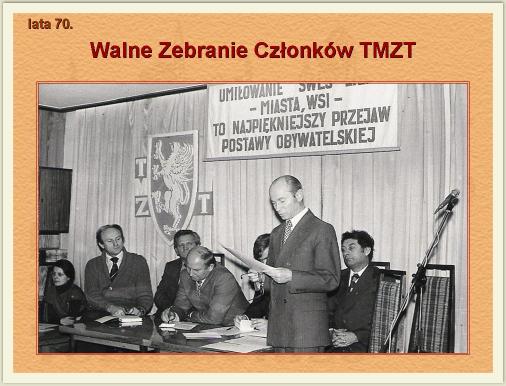 lata 70.
Walne Zebranie Członków TMZT
UMIŁOWANIE
- MIASTA, WSI -
TO NAJPIĘKNIEJSZY PRZEJAW
POSTAWY OBYWATELSKIEJ
T M
Z T